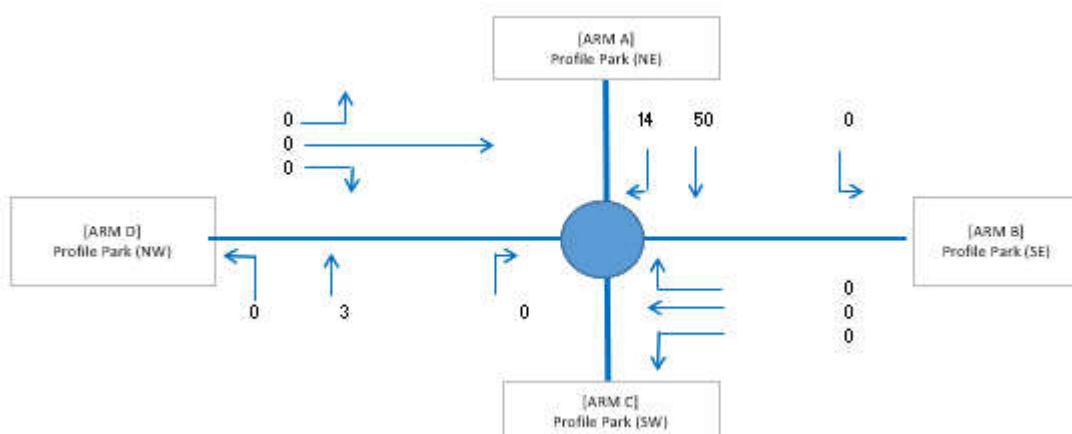 [ARM A]
Profile Park (NE)
0
14 50 0
0
0
[ARM D]
Profile Park (NW)
[ARM B]
Profile Park (SE)
0
0 3 0 0
0
[ARM C]
Profile Park (SW)